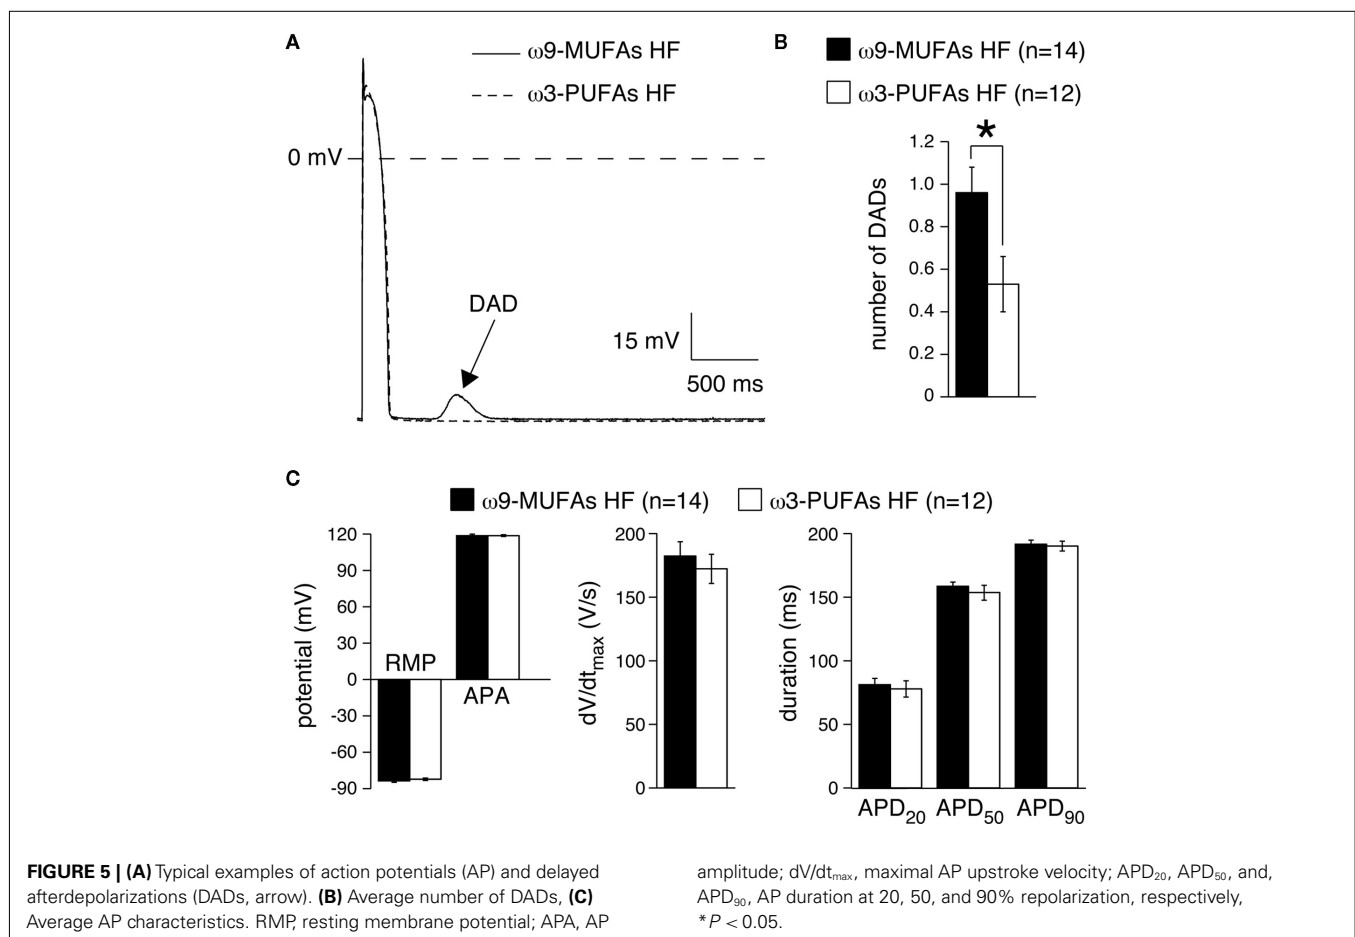 A
ω9-MUFAs HF
ω3-PUFAs HF
0 mV
DAD
15 mV
500 ms
B
ω9-MUFAs HF (n=14)
ω3-PUFAs HF (n=12)
*
1.2
1.0
0.8
0.6
0.4
0.2
0
number of DADs
C
ω9-MUFAs HF (n=14) ω3-PUFAs HF (n=12)
120
90
60
30
0
-30
-60
-90
potential (mV)
RMP
APA
200
150
100
50
0
dV/dtmax (V/s)
200
150
100
50
0
duration (ms)
APD20 APD50 APD90
FIGURE 5 | (A) Typical examples of action potentials (AP) and delayed
afterdepolarizations (DADs, arrow). (B) Average number of DADs, (C)
Average AP characteristics. RMP, resting membrane potential; APA, AP
amplitude; dV/dtmax, maximal AP upstroke velocity; APD20, APD50, and,
APD90, AP duration at 20, 50, and 90% repolarization, respectively,
*P < 0.05.